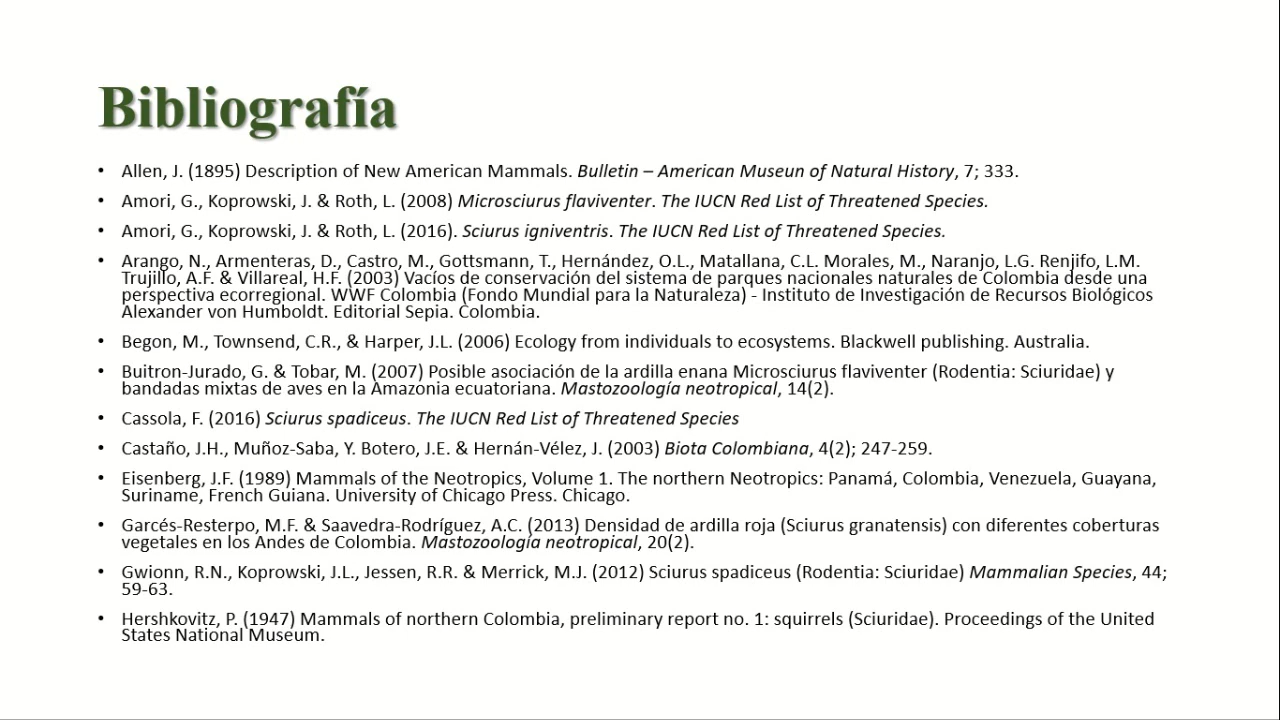 Bibliografía
• Allen, J. (1895) Description of New American Mammals. Bulletin – American Museun of Natural History, 7; 333.
• Amori, G., Koprowski, J. & Roth, L. (2008) Microsciurus flaviventer. The IUCN Red List of Threatened Species.
• Amori, G., Koprowski, J. & Roth, L. (2016). Sciurus igniventris. The IUCN Red List of Threatened Species.
• Arango, N., Armenteras, D., Castro, M., Gottsmann, T., Hernández, O.L., Matallana, C.L. Morales, M., Naranjo, L.G. Renjifo, L.M.
Trujillo, A.F. & Villareal, H.F. (2003) Vacíos de conservación del sistema de parques nacionales naturales de Colombia desde una
perspectiva ecorregional. WWF Colombia (Fondo Mundial para la Naturaleza) - Instituto de Investigación de Recursos Biológicos
Alexander von Humboldt. Editorial Sepia. Colombia.
• Begon, M., Townsend, C.R., & Harper, J.L. (2006) Ecology from individuals to ecosystems. Blackwell publishing. Australia.
• Buitron-Jurado, G. & Tobar, M. (2007) Posible asociación de la ardilla enana Microsciurus flaviventer (Rodentia: Sciuridae) y
bandadas mixtas de aves en la Amazonia ecuatoriana. Mastozoología neotropical, 14(2).
• Cassola, F. (2016) Sciurus spadiceus. The IUCN Red List of Threatened Species
• Castaño, J.H., Muñoz-Saba, Y. Botero, J.E. & Hernán-Vélez, J. (2003) Biota Colombiana, 4(2); 247-259.
• Eisenberg, J.F. (1989) Mammals of the Neotropics, Volume 1. The northern Neotropics: Panamá, Colombia, Venezuela, Guayana,
Suriname, French Guiana. University of Chicago Press. Chicago.
• Garcés-Resterpo, M.F. & Saavedra-Rodríguez, A.C. (2013) Densidad de ardilla roja (Sciurus granatensis) con diferentes coberturas
vegetales en los Andes de Colombia. Mastozoología neotropical, 20(2).
• Gwionn, R.N., Koprowski, J.L., Jessen, R.R. & Merrick, M.J. (2012) Sciurus spadiceus (Rodentia: Sciuridae) Mammalian Species, 44;
59-63.
• Hershkovitz, P. (1947) Mammals of northern Colombia, preliminary report no. 1: squirrels (Sciuridae). Proceedings of the United
States National Museum.